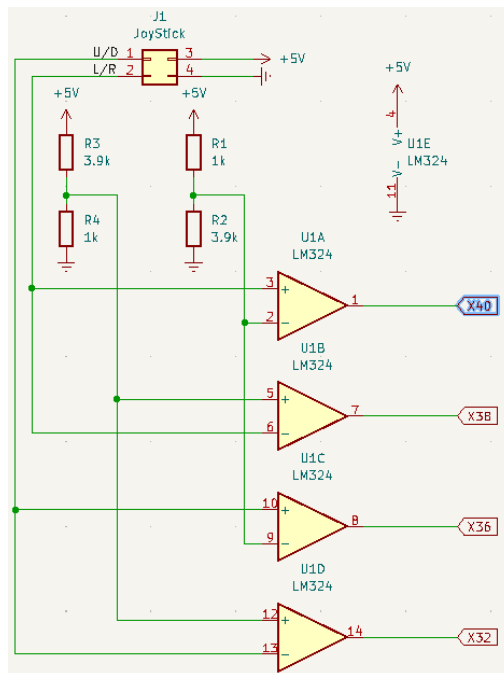 J1
JoyStick
U/D 1 3 +5V
L/R 2 4
+5V +5V +5V
R3 R1 4 V+ U1E
3.9k 1k 11 V- LM324
R4 R2
1k 3.9k
U1A
LM324
3 + 1 X40
2 -
U1B
LM324
5 + 7 X38
6 -
U1C
LM324
10 + 8 X36
9 -
U1D
LM324
12 + 14 X32
13 -